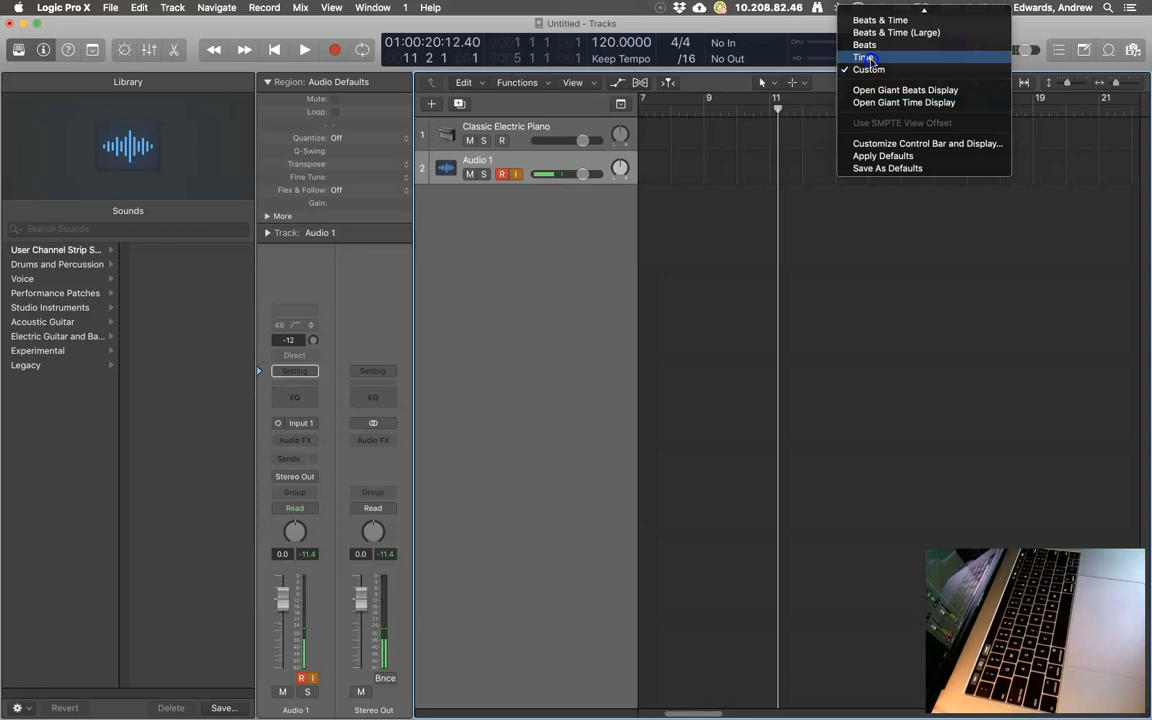 Logic Pro X File Edit Track Navigate Record Mix View Window 1 Help
10.208.82.46
Edwards, Andrew
Untitled - Tracks
01:00:20:12.40
11 2 1
120.0000
Keep Tempo
4/4
/16
No In
No Out
CPU
Beats & Time
Beats & Time (Large)
Beats
Time
✓ Custom
Open Giant Beats Display
Open Giant Time Display
Use SMPTE View Offset
Customize Control Bar and Display...
Apply Defaults
Save As Defaults
Library
Sounds
Search Sounds
User Channel Strip S...
Drums and Percussion
Voice
Performance Patches
Studio Instruments
Acoustic Guitar
Electric Guitar and Ba...
Experimental
Legacy
Revert
Delete
Save...
Region: Audio Defaults
Mute:
Loop:
Quantize: Off
Q-Swing:
Transpose:
Fine Tune:
Flex & Follow: Off
Gain:
More
Track: Audio 1
48
-12
Direct
Setting Setting
EQ EQ
Input 1
Audio FX Audio FX
Sends
Stereo Out
Group Group
Read Read
0.0 -11.4 0.0 -11.4
R I
Bnce
M S M
Audio 1 Stereo Out
Edit Functions View
7 9 11 19 21
1 Classic Electric Piano
M S R
2 Audio 1
M S R I